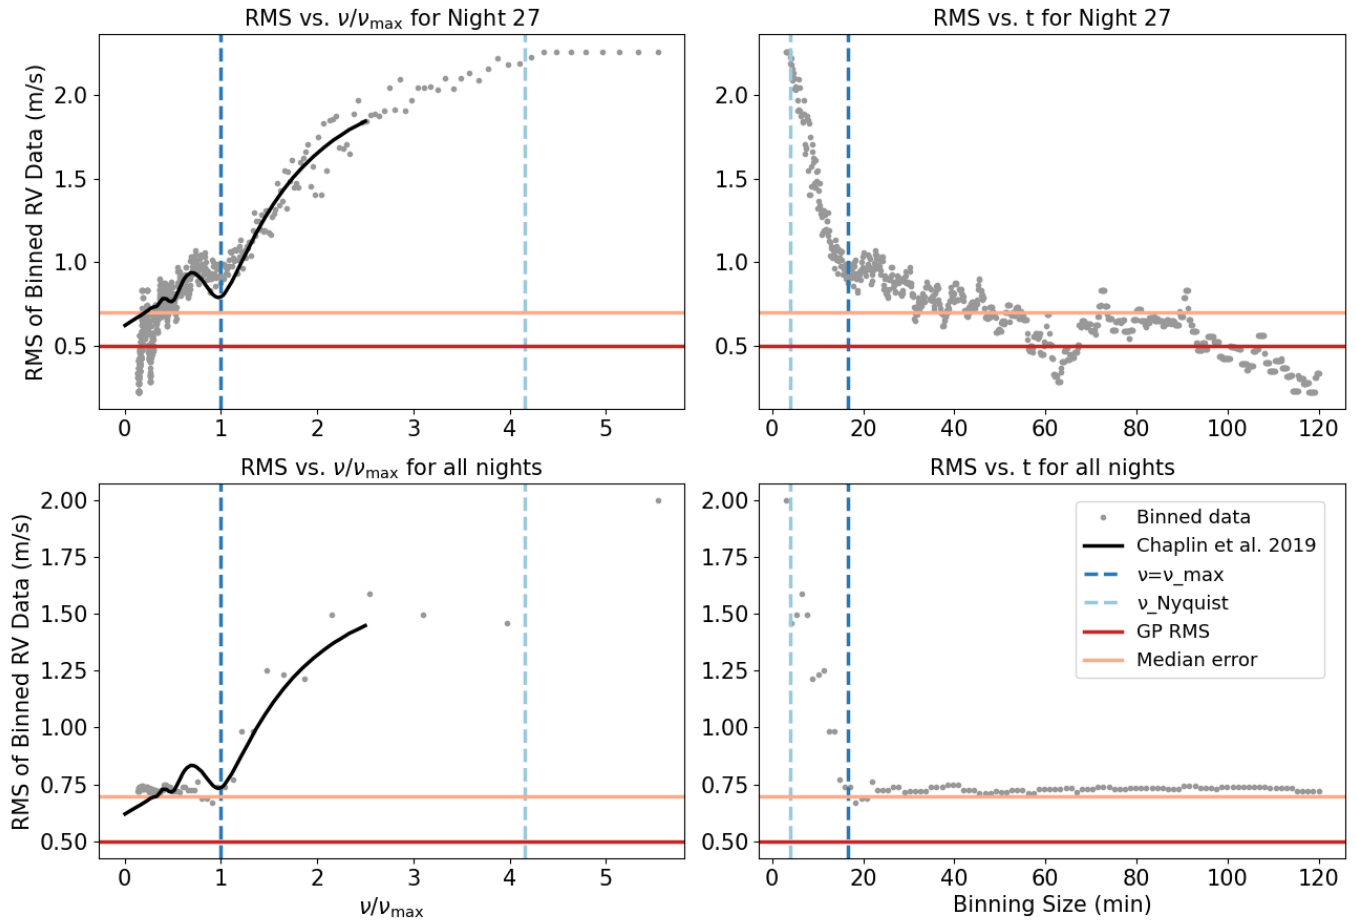 RMS vs. ν/νmax for Night 27
RMS of Binned RV Data (m/s)
2.0
1.5
1.0
0.5
0 1 2 3 4 5
RMS vs. t for Night 27
2.0
1.5
1.0
0.5
0 20 40 60 80 100 120
RMS vs. ν/νmax for all nights
RMS of Binned RV Data (m/s)
2.00
1.75
1.50
1.25
1.00
0.75
0.50
0 1 2 3 4 5
ν/νmax
RMS vs. t for all nights
2.00
1.75
1.50
1.25
1.00
0.75
0.50
Binned data
Chaplin et al. 2019
ν=ν_max
ν_Nyquist
GP RMS
Median error
0 20 40 60 80 100 120
Binning Size (min)